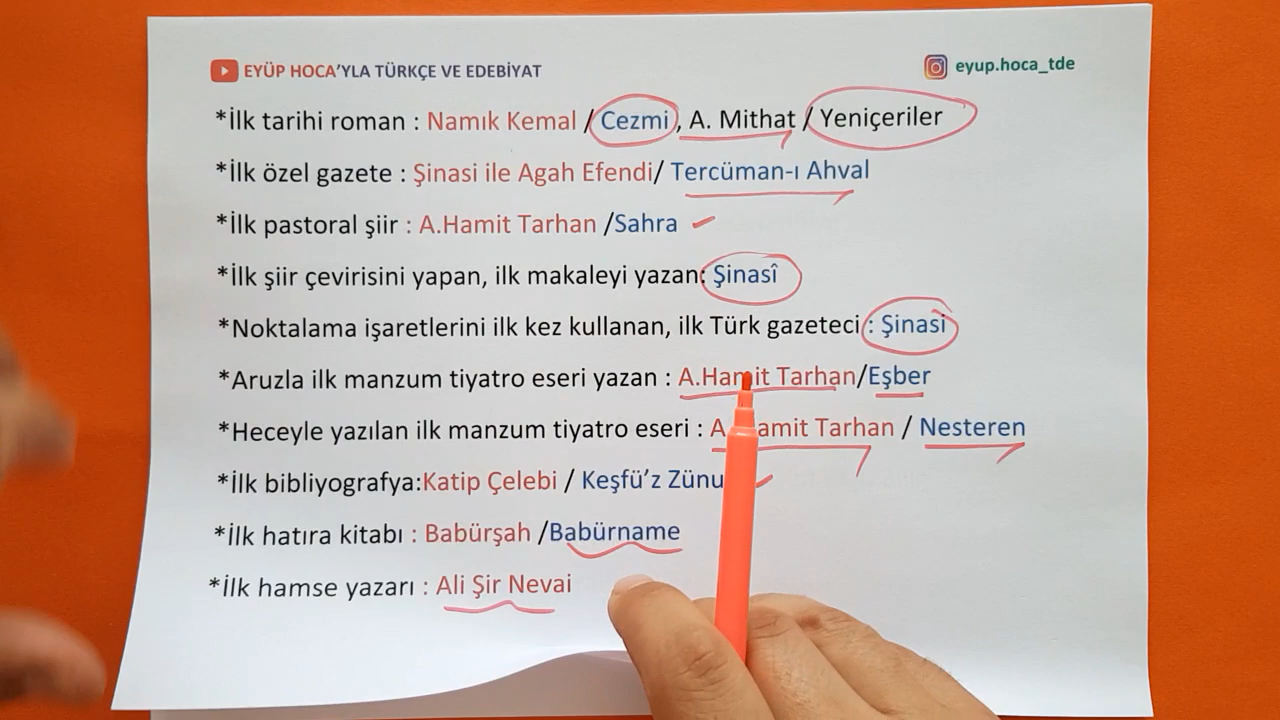 EYÜP HOCA'YLA TÜRKÇE VE EDEBİYAT
eyup.hoca_tde
*İlk tarihi roman : Namık Kemal / Cezmi , A. Mithat / Yeniçeriler
*İlk özel gazete : Şinasi ile Agah Efendi/ Tercüman-ı Ahval
*İlk pastoral şiir : A.Hamit Tarhan /Sahra
*İlk şiir çevirisini yapan, ilk makaleyi yazan: Şinasî
*Noktalama işaretlerini ilk kez kullanan, ilk Türk gazeteci : Şinasi
*Aruzla ilk manzum tiyatro eseri yazan : A.Hamit Tarhan/Eşber
*Heceyle yazılan ilk manzum tiyatro eseri : Tarhan / Nesteren
*İlk bibliyografya:Katip Çelebi / Keşfü'z
*İlk hatıra kitabı : Babürşah /Babürname
*İlk hamse yazarı : Ali Şir Nevai